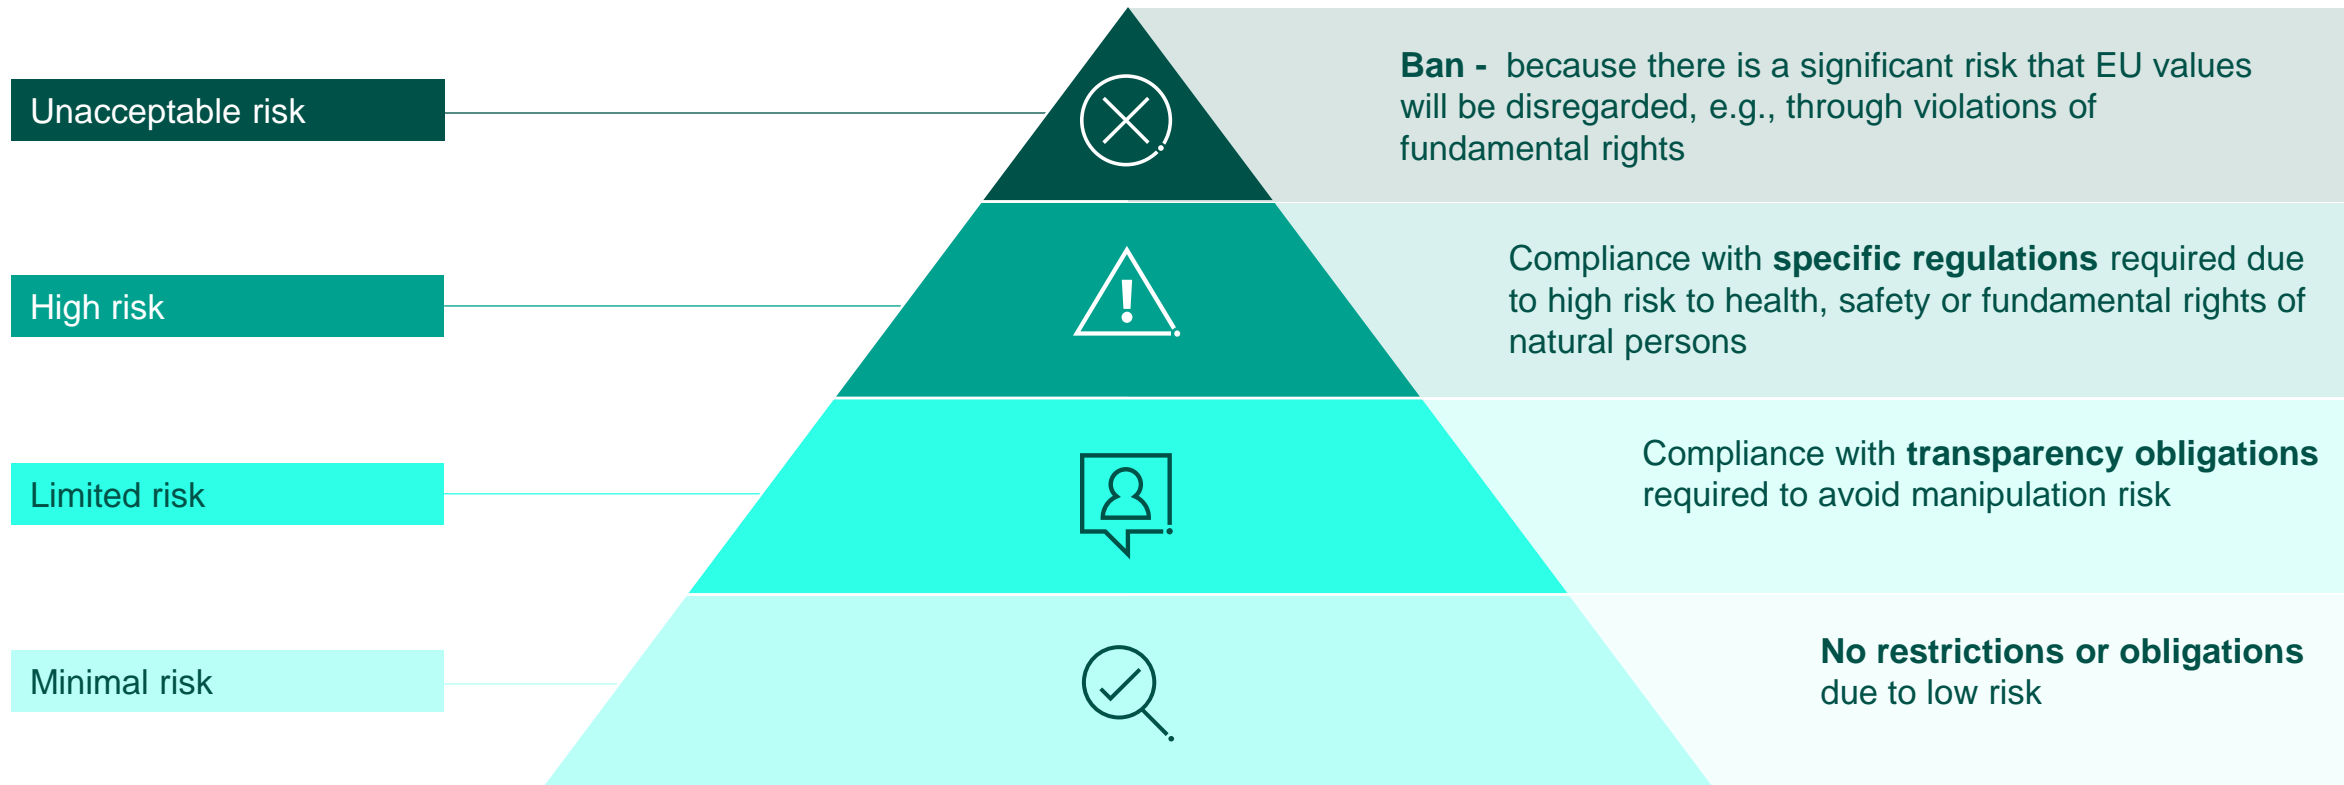 Unacceptable risk
Ban - because there is a significant risk that EU values
will be disregarded, e.g., through violations of
fundamental rights
High risk
Compliance with specific regulations required due
to high risk to health, safety or fundamental rights of
natural persons
Limited risk
Compliance with transparency obligations
required to avoid manipulation risk
Minimal risk
No restrictions or obligations
due to low risk